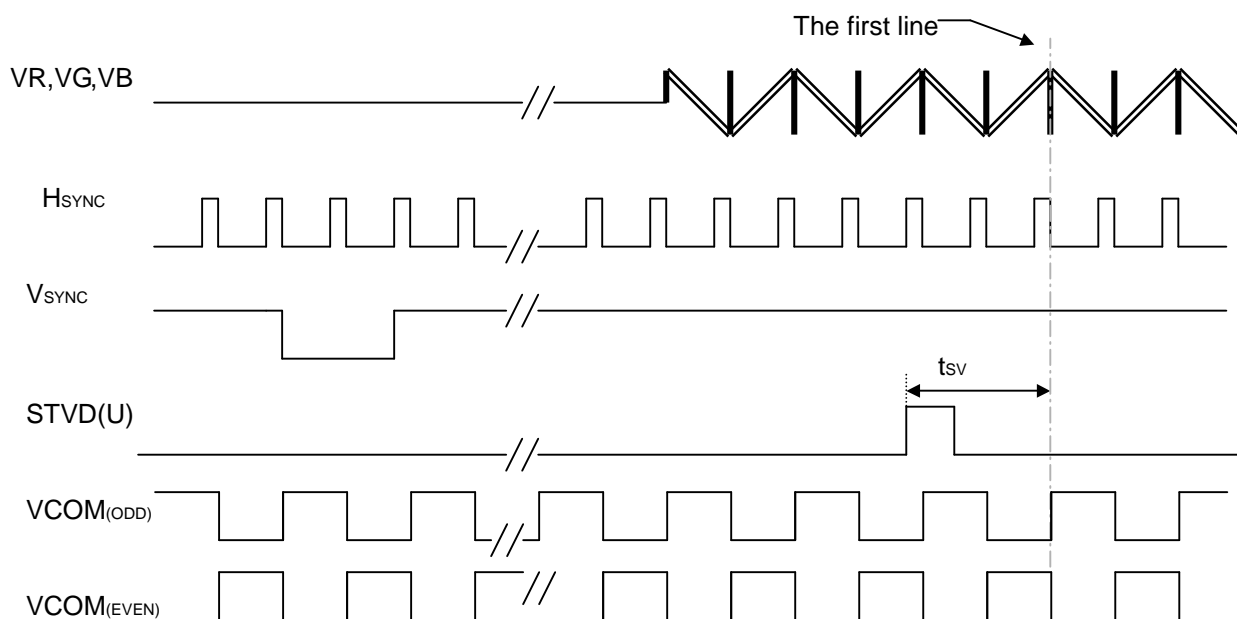 The first line
VR,VG,VB
HSYNC
VSYNC
tSV
STVD(U)
VCOM(ODD)
VCOM(EVEN)